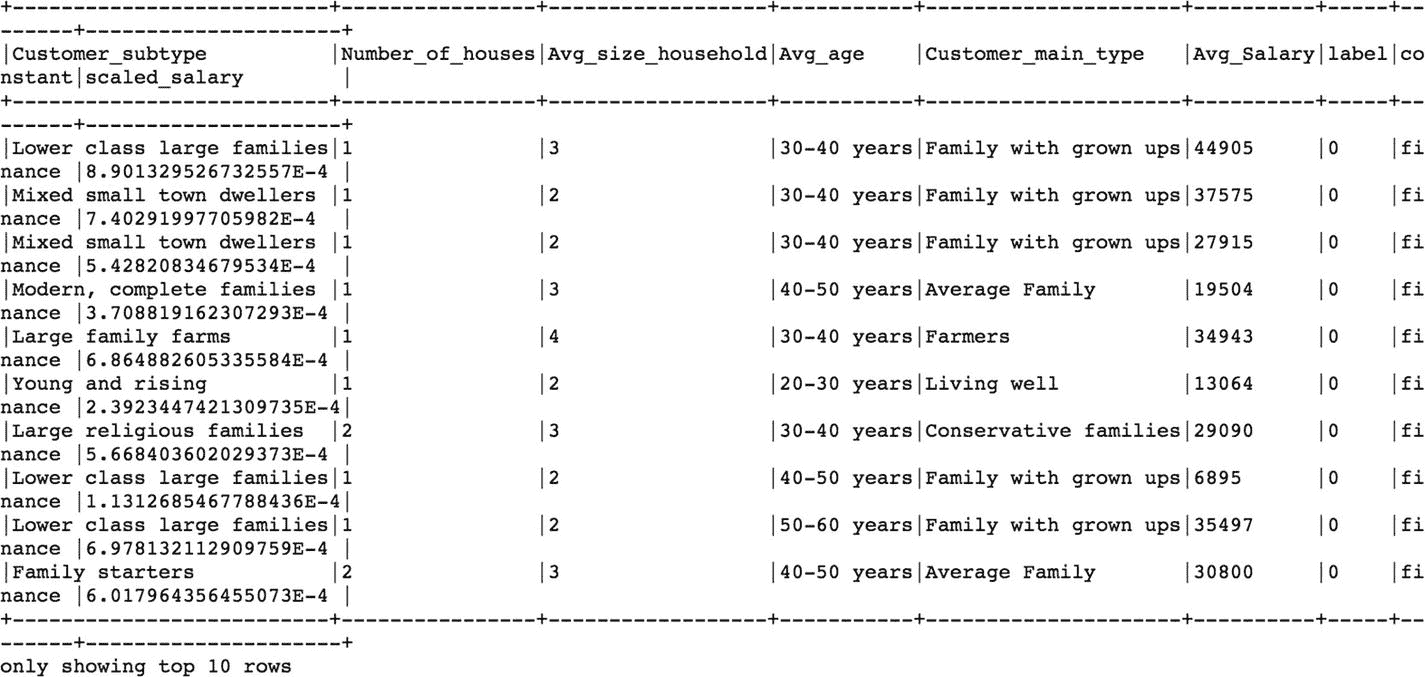 +--------------------------+----------------+------------------+-----------+---------------------+----------+-----+--
------+---------------------+
|Customer_subtype          |Number_of_houses|Avg_size_household|Avg_age    |Customer_main_type   |Avg_Salary|label|co
nstant|scaled_salary        |
+--------------------------+----------------+------------------+-----------+---------------------+----------+-----+--
------+---------------------+
|Lower class large families|1               |3                 |30-40 years|Family with grown ups|44905     |0    |fi
nance |8.901329526732557E-4 |
|Mixed small town dwellers |1               |2                 |30-40 years|Family with grown ups|37575     |0    |fi
nance |7.40291997705982E-4  |
|Mixed small town dwellers |1               |2                 |30-40 years|Family with grown ups|27915     |0    |fi
nance |5.42820834679534E-4  |
|Modern, complete families |1               |3                 |40-50 years|Average Family       |19504     |0    |fi
nance |3.708819162307293E-4 |
|Large family farms        |1               |4                 |30-40 years|Farmers              |34943     |0    |fi
nance |6.864882605335584E-4 |
|Young and rising          |1               |2                 |20-30 years|Living well          |13064     |0    |fi
nance |2.3923447421309735E-4|
|Large religious families  |2               |3                 |30-40 years|Conservative families|29090     |0    |fi
nance |5.668403602029373E-4 |
|Lower class large families|1               |2                 |40-50 years|Family with grown ups|6895      |0    |fi
nance |1.1312685467788436E-4|
|Lower class large families|1               |2                 |50-60 years|Family with grown ups|35497     |0    |fi
nance |6.978132112909759E-4 |
|Family starters           |2               |3                 |40-50 years|Average Family       |30800     |0    |fi
nance |6.017964356455073E-4 |
+--------------------------+----------------+------------------+-----------+---------------------+----------+-----+--
------+---------------------+
only showing top 10 rows